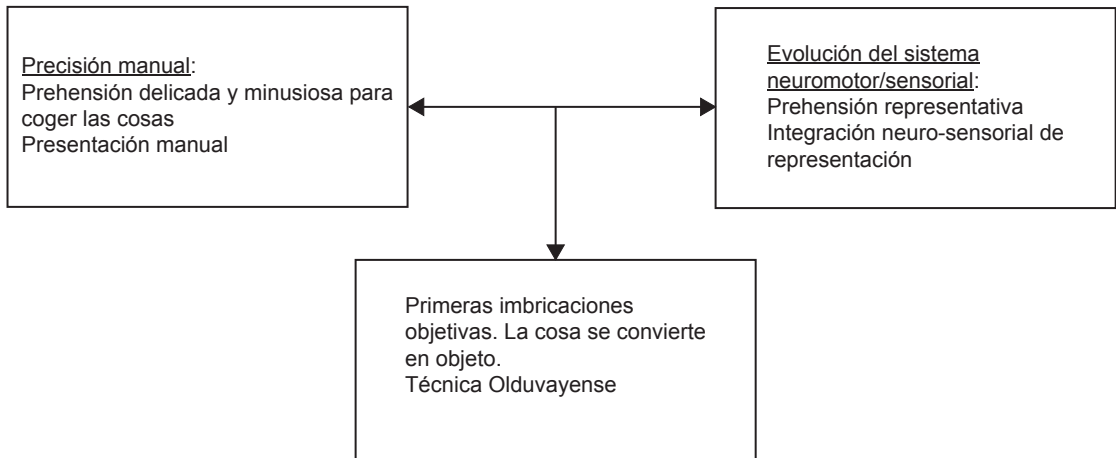 Precisión manual:
Prehensión delicada y minusiosa para
coger las cosas
Presentación manual
Evolución del sistema
neuromotor/sensorial:
Prehensión representativa
Integración neuro-sensorial de
representación
Primeras imbricaciones
objetivas. La cosa se convierte
en objeto.
Técnica Olduvayense